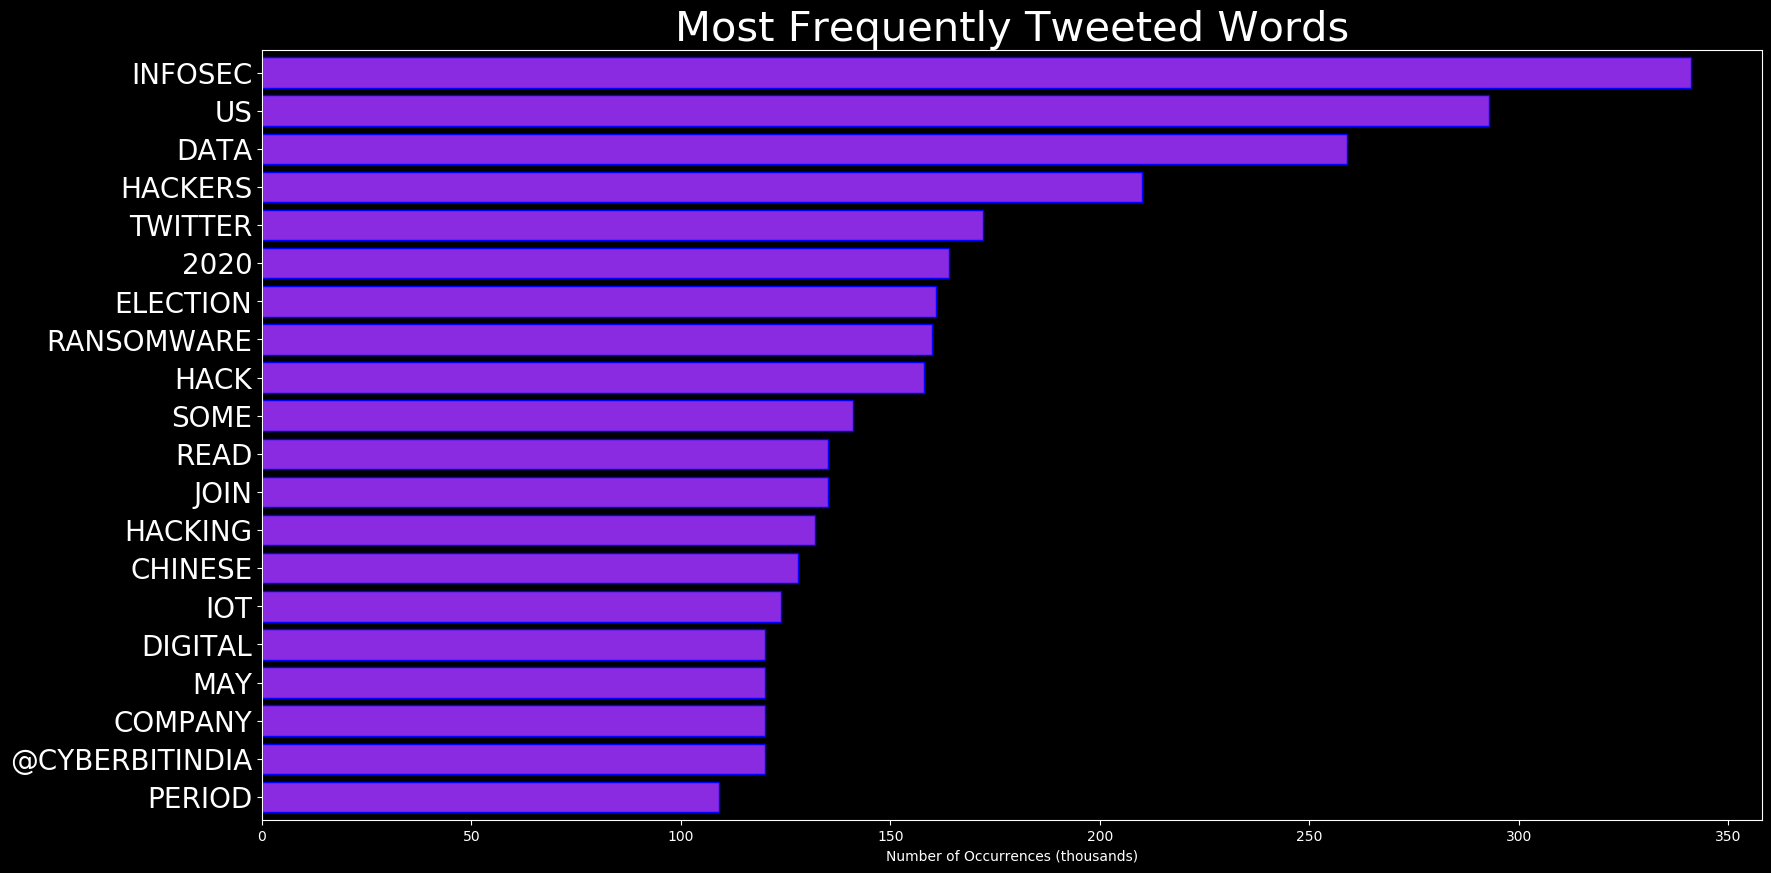 Most Frequently Tweeted Words
INFOSEC
US
DATA
HACKERS
TWITTER
2020
ELECTION
RANSOMWARE
HACK
SOME
READ
JOIN
HACKING
CHINESE
IOT
DIGITAL
MAY
COMPANY
@CYBERBITINDIA
PERIOD
0 50 100 150 200 250 300 350
Number of Occurrences (thousands)